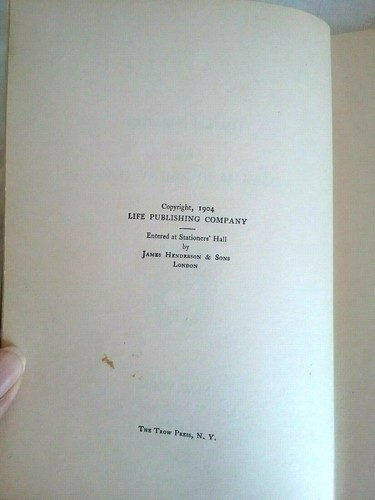 Copyright, 1904
LIFE PUBLISHING COMPANY
Entered at Stationers' Hall
by
JAMES HENDERSON & SONS
LONDON
THE TROW PRESS, N. Y.